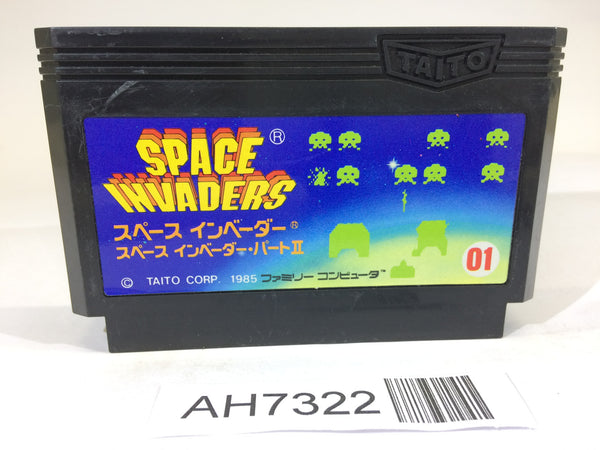 TAITO
SPACE ®
INVADERS
スペース インベーダー®
スペース インベーダー・パートⅡ
© TAITO CORP. 1985 ファミリー コンピュータ™
01
AH7322